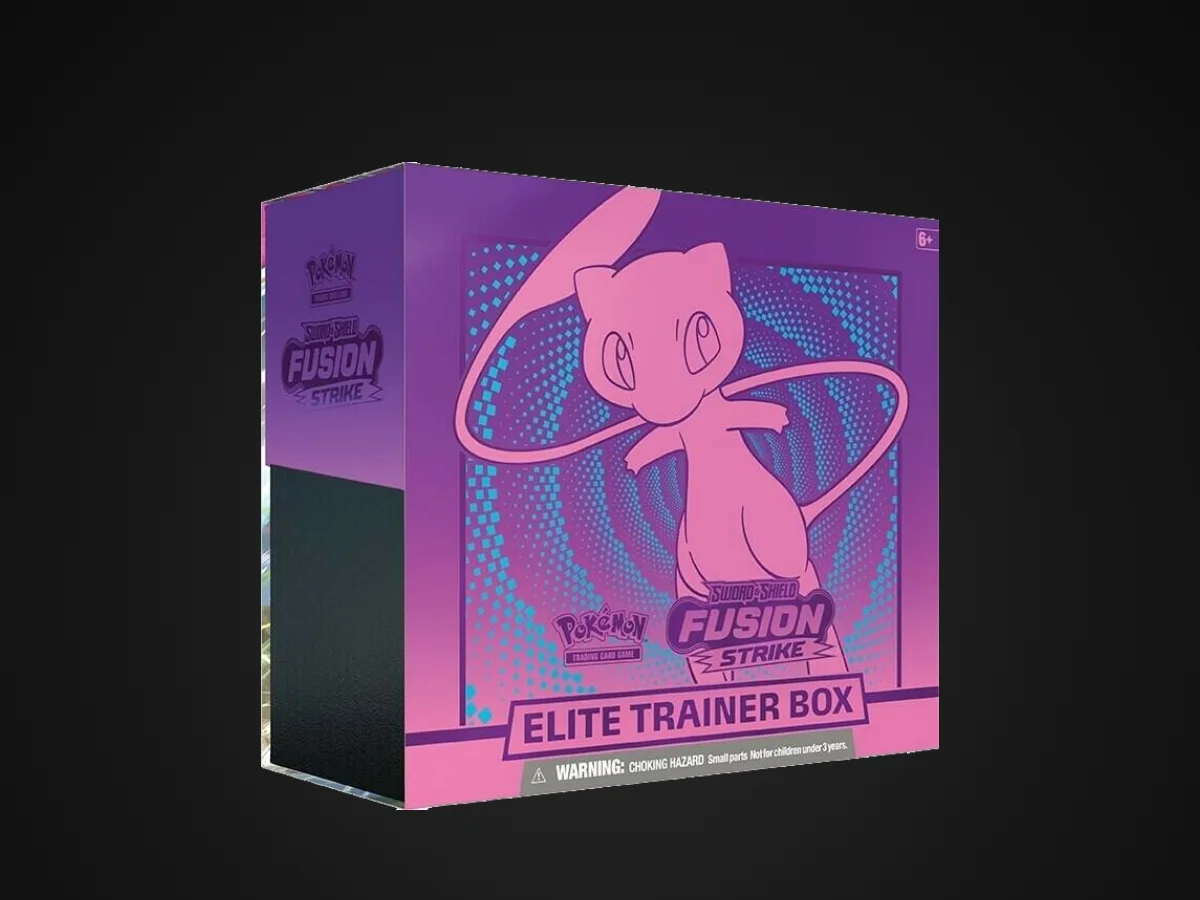 POKéMON
TRADING CARD GAME
SWORD & SHIELD
FUSION
STRIKE
6+
POKéMON
TRADING CARD GAME
SWORD & SHIELD
FUSION
STRIKE
ELITE TRAINER BOX
WARNING: CHOKING HAZARD Small parts Not for children under 3 years.